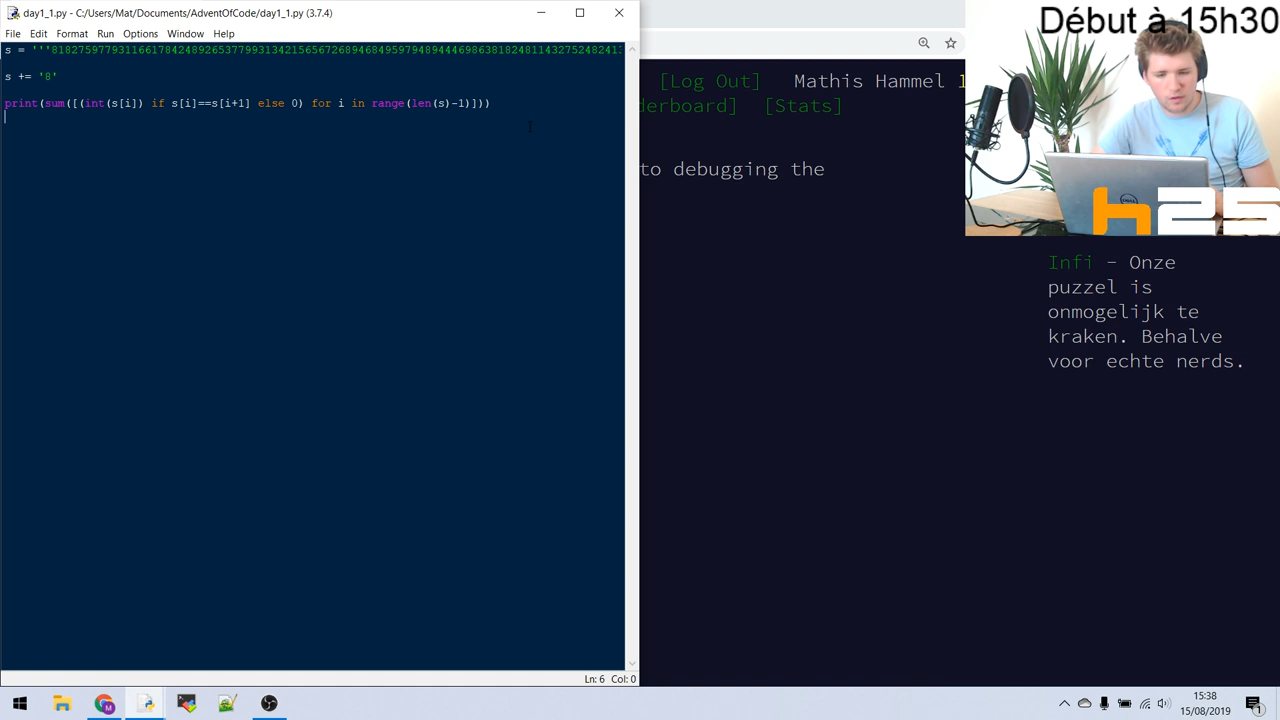 day1_1.py - C:/Users/Mat/Documents/AdventOfCode/day1_1.py (3.7.4)
File Edit Format Run Options Window Help
s = '''8182759779311661784248926537799313421565672689468495979489444698638182481143275248241
s += '8'
print(sum([(int(s[i]) if s[i]==s[i+1] else 0) for i in range(len(s)-1)]))
Ln: 6 Col: 0
Début à 15h30
[Log Out] Mathis Hammel
derboard] [Stats]
to debugging the
h25
Infi - Onze
puzzel is
onmogelijk te
kraken. Behalve
voor echte nerds.
15:38
15/08/2019
1